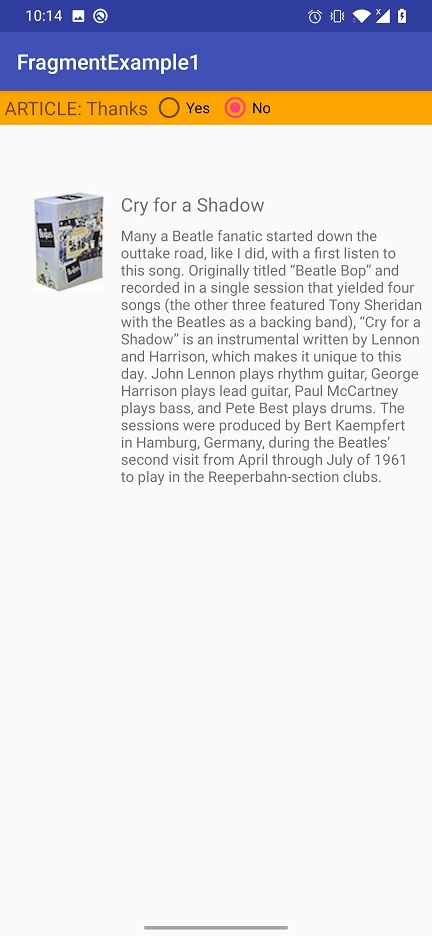 10:14
FragmentExample1
ARTICLE: Thanks Yes No
Cry for a Shadow
Many a Beatle fanatic started down the
outtake road, like I did, with a first listen to
this song. Originally titled “Beatle Bop” and
recorded in a single session that yielded four
songs (the other three featured Tony Sheridan
with the Beatles as a backing band), “Cry for a
Shadow” is an instrumental written by Lennon
and Harrison, which makes it unique to this
day. John Lennon plays rhythm guitar, George
Harrison plays lead guitar, Paul McCartney
plays bass, and Pete Best plays drums. The
sessions were produced by Bert Kaempfert
in Hamburg, Germany, during the Beatles’
second visit from April through July of 1961
to play in the Reeperbahn-section clubs.